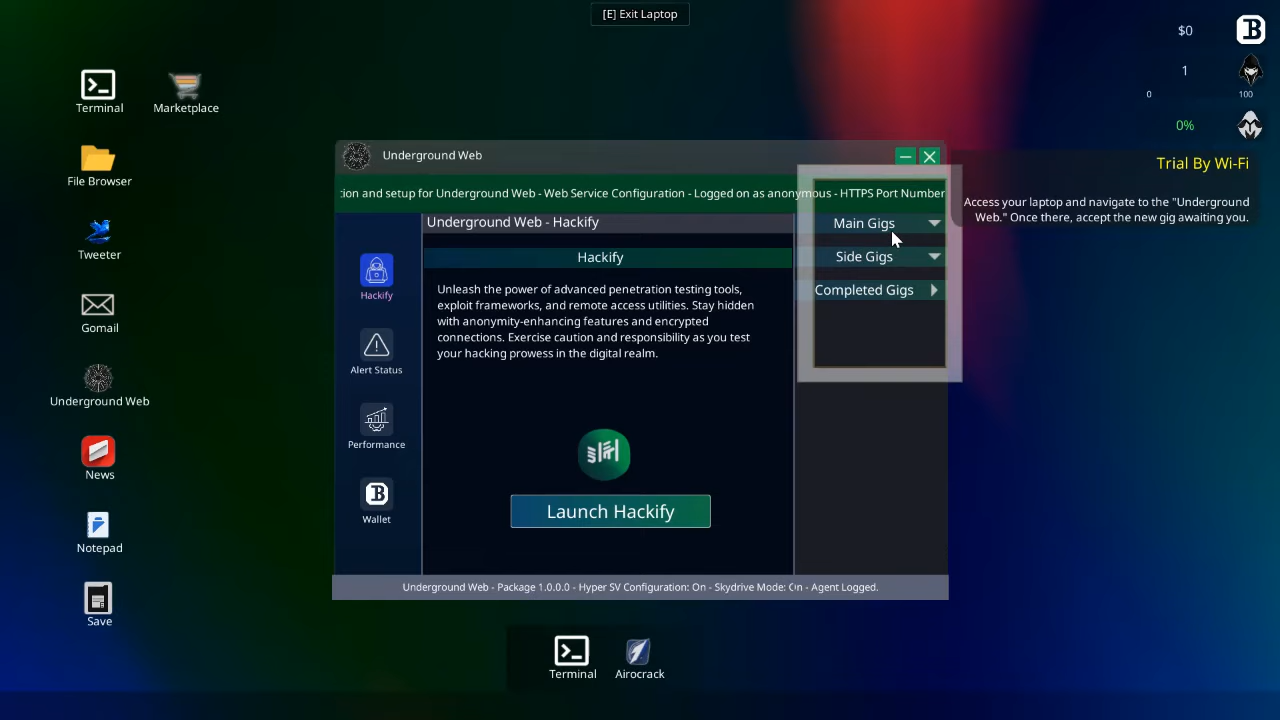 [E] Exit Laptop
$0
1
0
100
0%
Trial By Wi-Fi
Access your laptop and navigate to the "Underground
Web." Once there, accept the new gig awaiting you.
Terminal
Marketplace
File Browser
Tweeter
Gomail
Underground Web
News
Notepad
Save
Underground Web
tion and setup for Underground Web - Web Service Configuration - Logged on as anonymous - HTTPS Port Number
Underground Web - Hackify
Hackify
Alert Status
Performance
Wallet
Hackify
Unleash the power of advanced penetration testing tools,
exploit frameworks, and remote access utilities. Stay hidden
with anonymity-enhancing features and encrypted
connections. Exercise caution and responsibility as you test
your hacking prowess in the digital realm.
Launch Hackify
Main Gigs
Side Gigs
Completed Gigs
Underground Web - Package 1.0.0.0 - Hyper SV Configuration: On - Skydrive Mode: On - Agent Logged.
Terminal
Airocrack